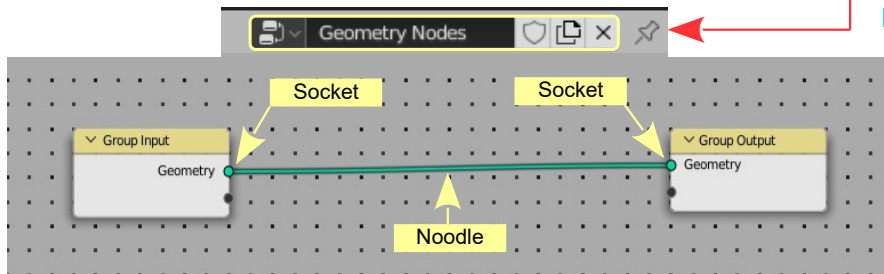 Geometry Nodes
Socket
Socket
Group Input
Group Output
Geometry
Geometry
Noodle